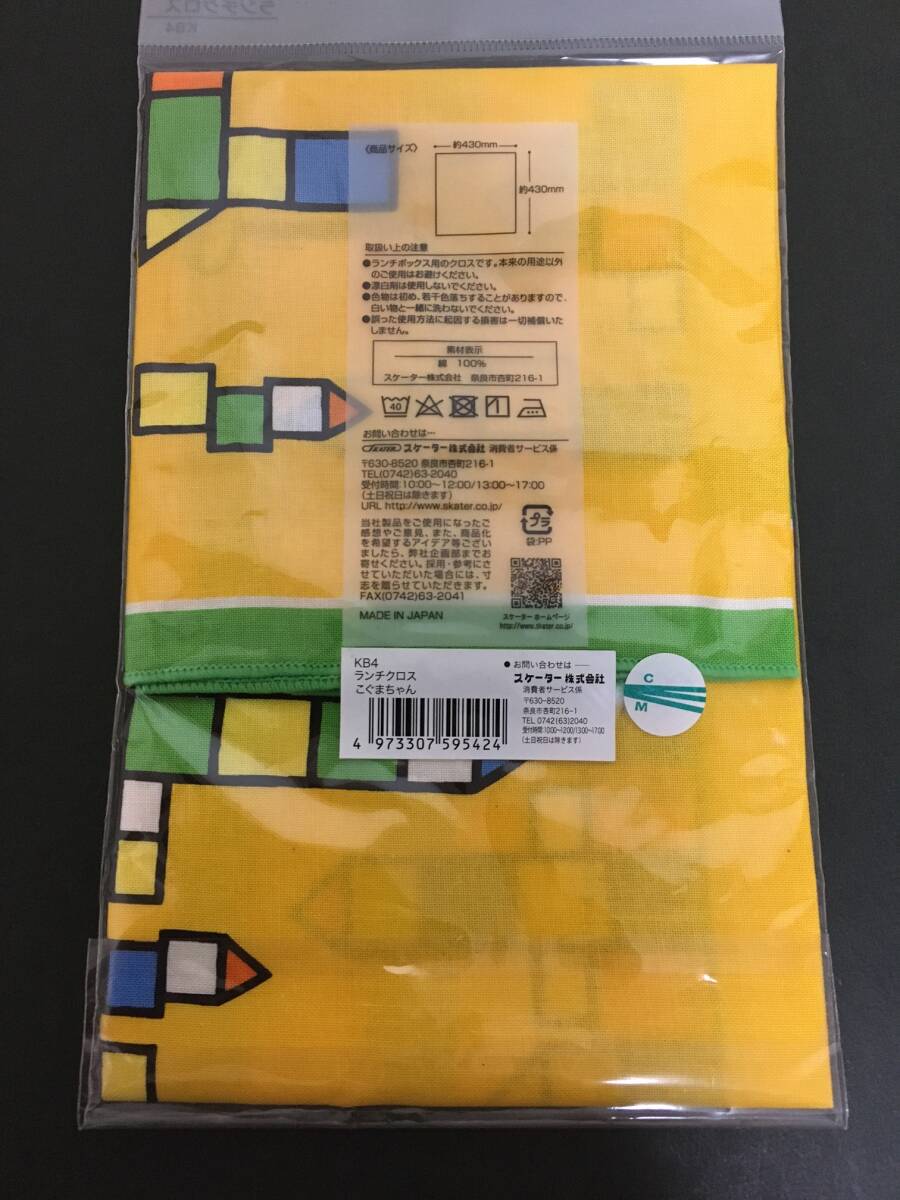 ランチクロス
KB4
〈商品サイズ〉
約430mm
約430mm
取扱い上の注意
●ランチボックス用のクロスです。本来の用途以外
のご使用はお避けください。
●漂白剤は使用しないでください。
●色物は初め、若干色落ちすることがありますので、
白い物と一緒に洗わないでください。
●誤った使用方法に起因する損害は一切補償いた
しません。
素材表示
綿 100%
スケーター株式会社 奈良市杏町216-1
40
お問い合わせは…
SKATER スケーター株式会社 消費者サービス係
〒630-8520 奈良市杏町216-1
TEL(0742)63-2040
受付時間:10:00〜12:00/13:00〜17:00
(土日祝日は除きます)
URL http://www.skater.co.jp/
当社製品をご使用になったご
感想やご意見、また、商品化
を希望するアイデア等ござい
ましたら、弊社企画部までお
寄せください。採用・参考にさ
せていただいた場合には、寸
志を贈らせていただきます。
FAX(0742)63-2041
MADE IN JAPAN
プラ
袋:PP
スケーター ホームページ
http://www.skater.co.jp/
KB4
ランチクロス
こぐまちゃん
4 973307 595424
●お問い合わせは
スケーター株式会社
消費者サービス係
〒630-8520
奈良市杏町216-1
TEL 0742(63)2040
受付時間:10:00〜12:00/13:00〜17:00
(土日祝日は除きます)
C
M